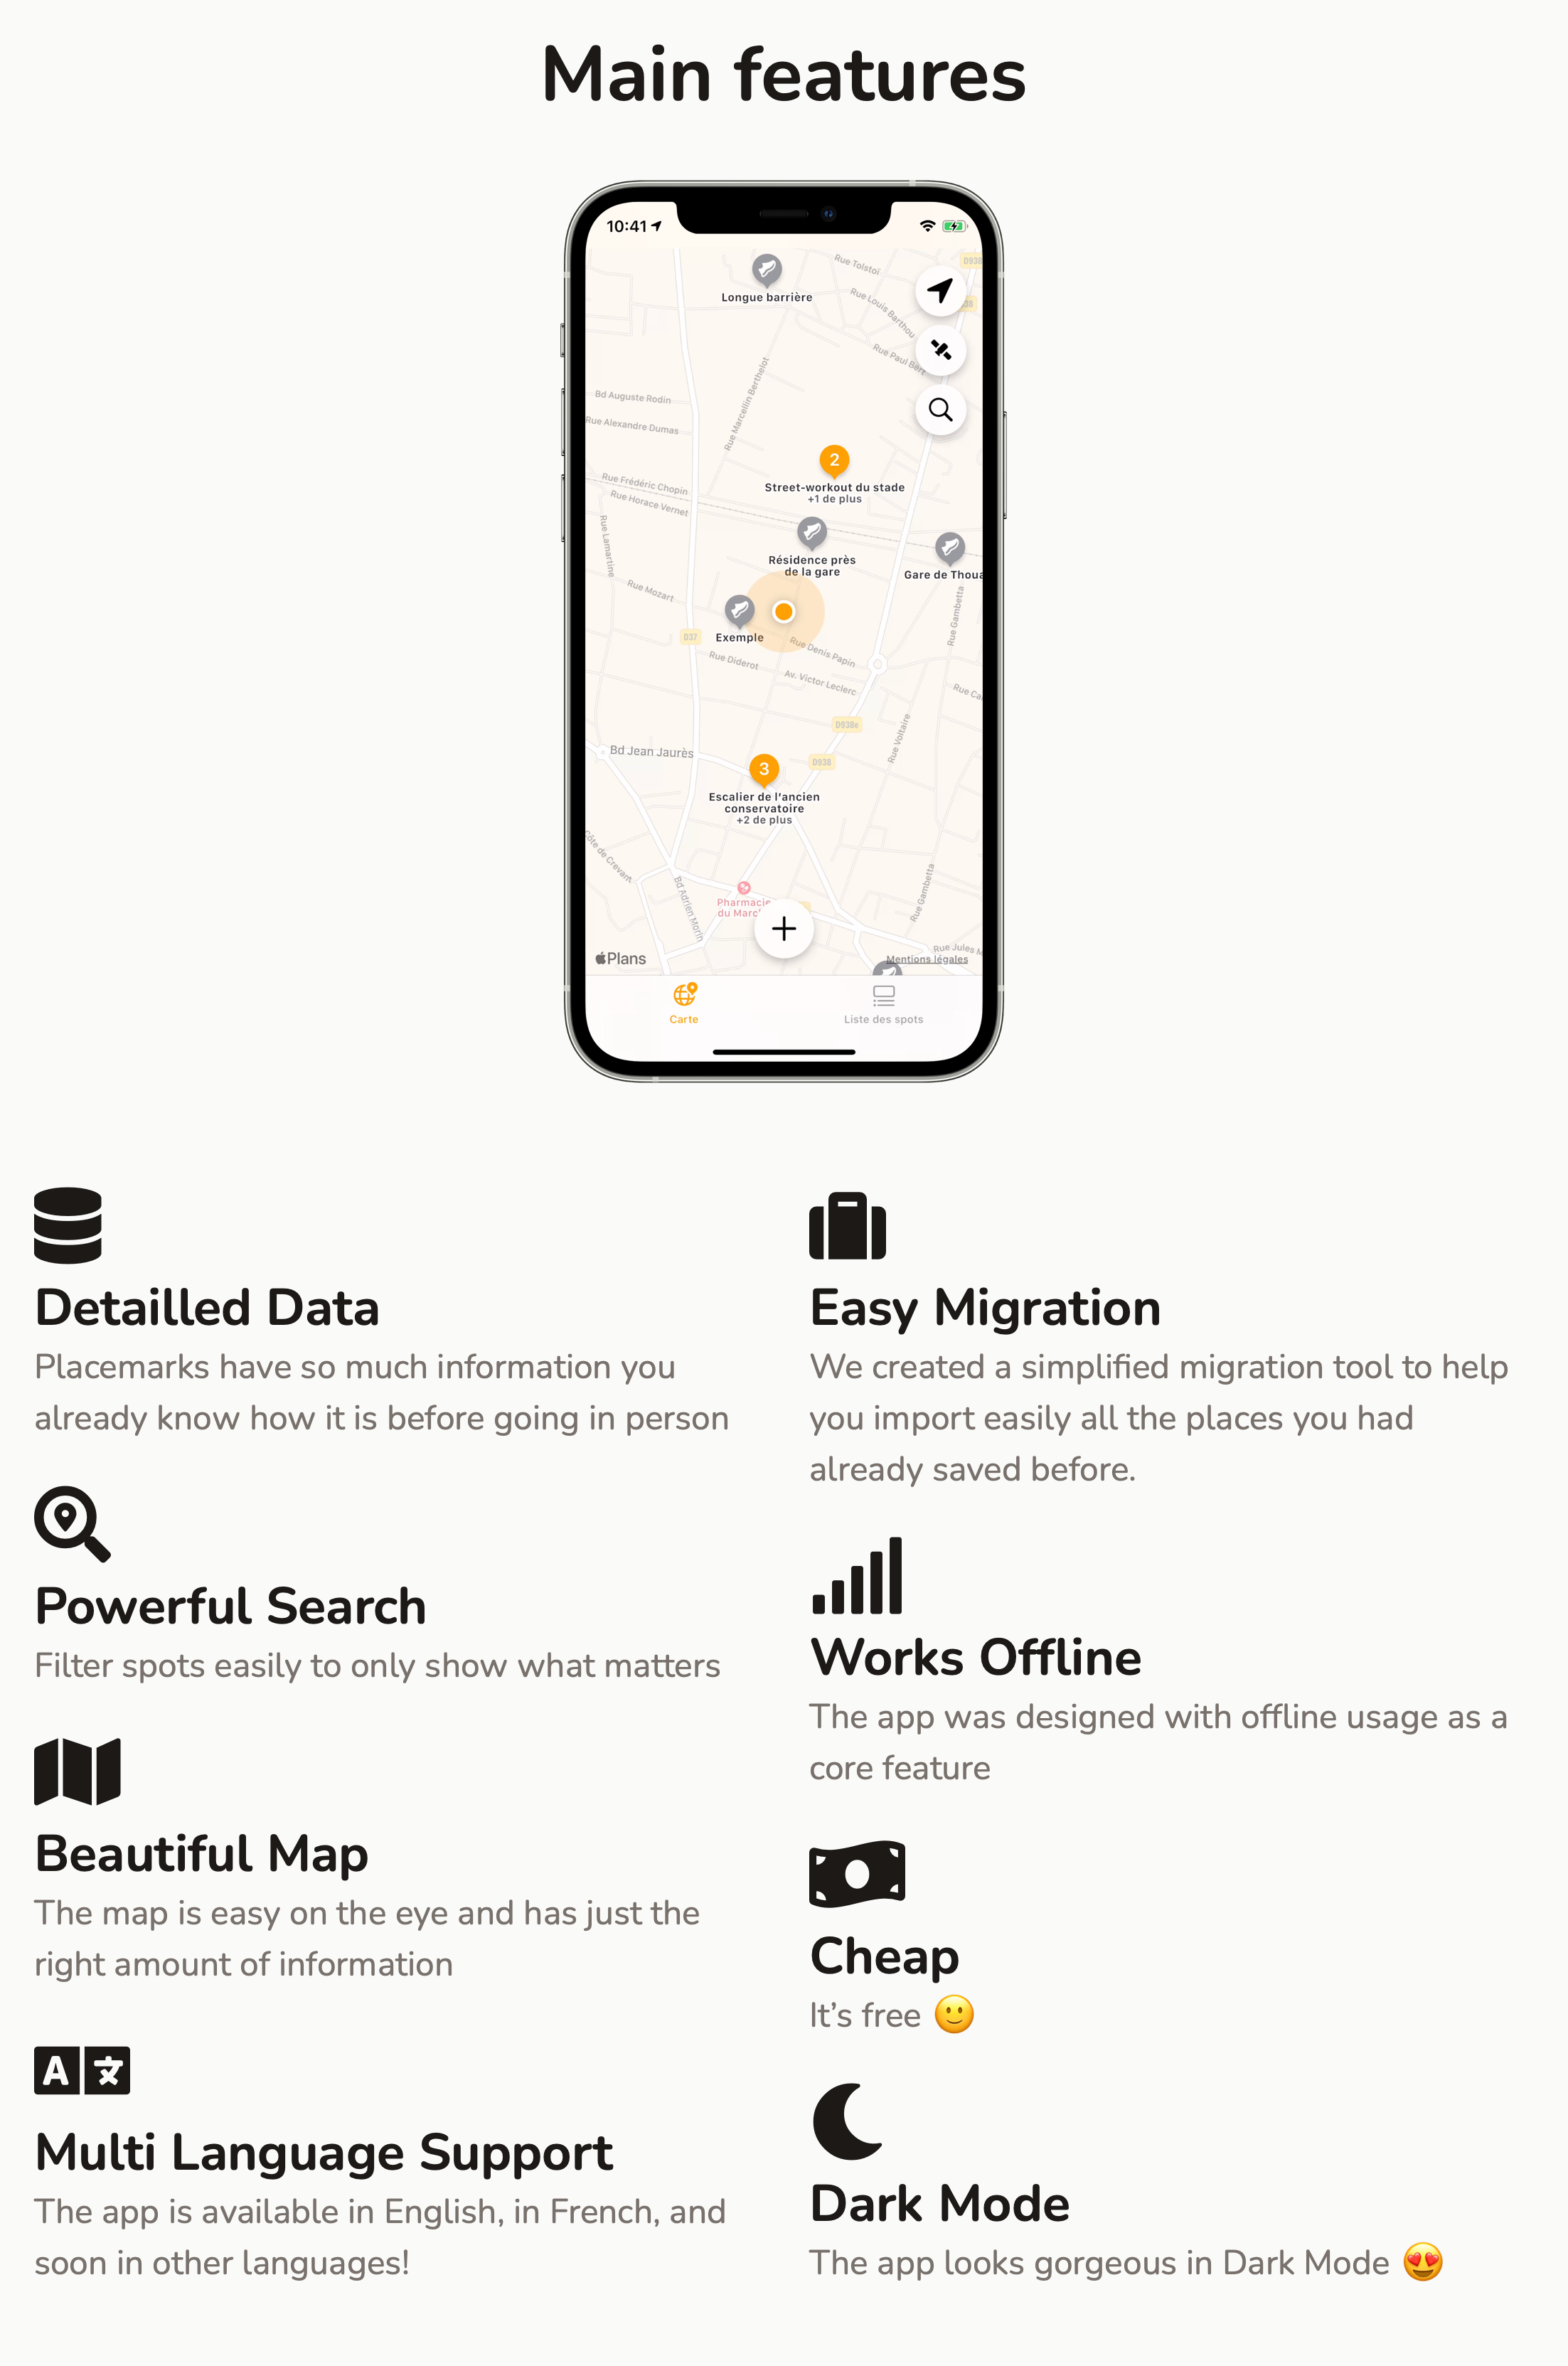 Main features
10:41
Longue barrière
Rue Tolstoï
D938
Rue Louis Barthou
Rue Paul Bert
Rue Marcellin Berthelot
Bd Auguste Rodin
Rue Alexandre Dumas
2
Street-workout du stade
+1 de plus
Rue Frédéric Chopin
Rue Horace Vernet
Rue Lamartine
Résidence près
de la gare
Gare de Thoua
Rue Mozart
Exemple
Rue Gambetta
D37
Rue Denis Papin
Rue Diderot
Av. Victor Leclerc
Rue Ca
D938e
Rue Voltaire
Bd Jean Jaurès
D938
3
Escalier de l'ancien
conservatoire
+2 de plus
Côte de Crevant
Bd Adrien Morin
Rue Gambetta
Pharmacie
du Marc
Rue Jules M
Plans
Mentions légales
Carte
Liste des spots
Detailled Data
Placemarks have so much information you
already know how it is before going in person
Powerful Search
Filter spots easily to only show what matters
Beautiful Map
The map is easy on the eye and has just the
right amount of information
A 文
Multi Language Support
The app is available in English, in French, and
soon in other languages!
Easy Migration
We created a simplified migration tool to help
you import easily all the places you had
already saved before.
Works Offline
The app was designed with offline usage as a
core feature
Cheap
It's free 🙂
Dark Mode
The app looks gorgeous in Dark Mode 😍